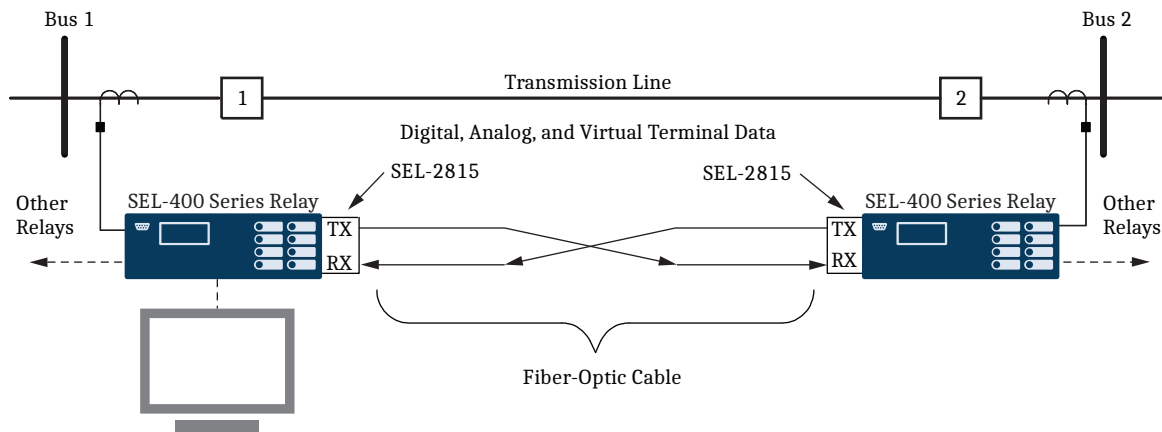 Bus 1
Bus 2
Transmission Line
1
2
Digital, Analog, and Virtual Terminal Data
SEL-2815
SEL-2815
Other
Relays
SEL-400 Series Relay
SEL-400 Series Relay
Other
Relays
TX
RX
TX
RX
Fiber-Optic Cable